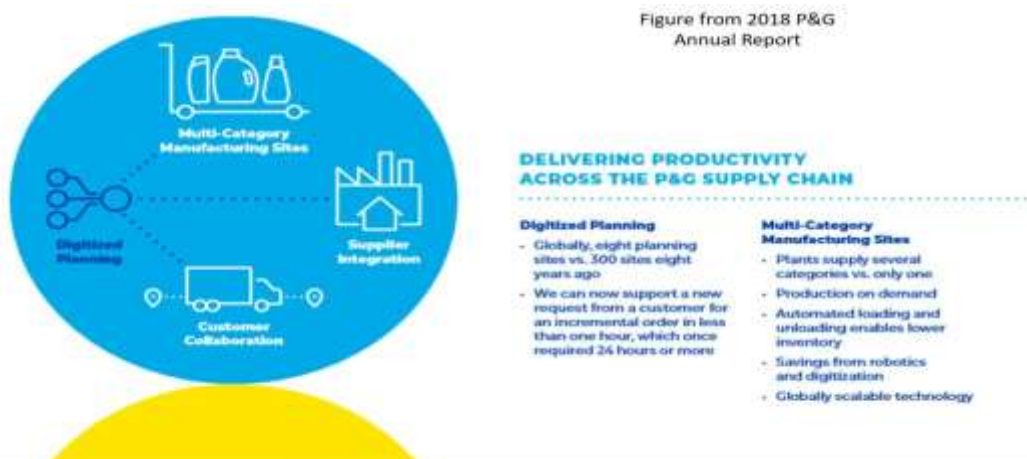 Figure from 2018 P&G
Annual Report
Multi-Category
Manufacturing Sites
Digitized
Planning
Supplier
Integration
Customer
Collaboration
DELIVERING PRODUCTIVITY
ACROSS THE P&G SUPPLY CHAIN
Digitized Planning
- Globally, eight planning
sites vs. 300 sites eight
years ago
- We can now support a new
request from a customer for
an incremental order in less
than one hour, which once
required 24 hours or more
Multi-Category
Manufacturing Sites
- Plants supply several
categories vs. only one
- Production on demand
- Automated loading and
unloading enables lower
inventory
- Savings from robotics
and digitization
- Globally scalable technology